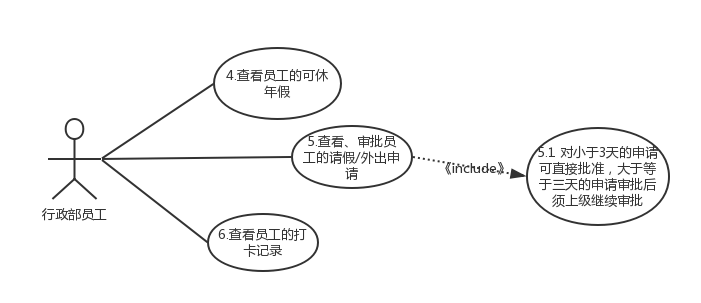 4.查看员工的可休
年假
5.查看、审批员
工的请假/外出申
请
《include》
5.1 对小于3天的申请
可直接批准，大于等
于三天的申请审批后
须上级继续审批
行政部员工
6.查看员工的打
卡记录